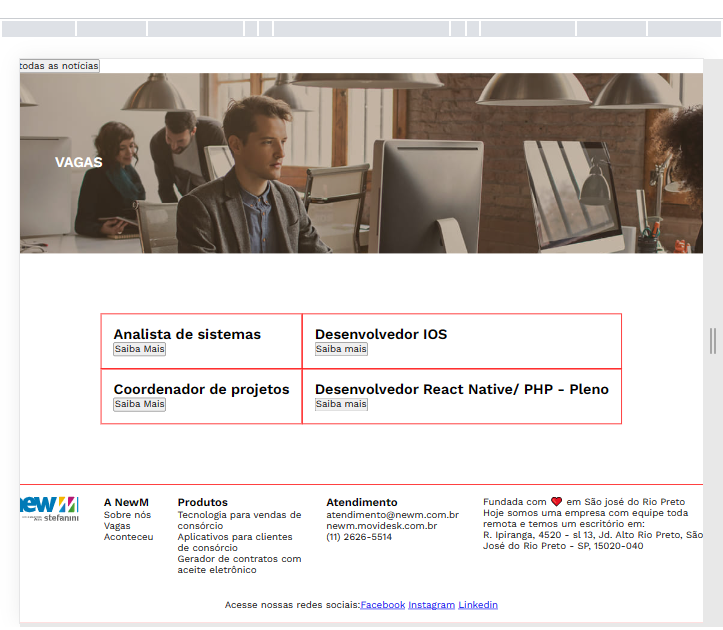 todas as notícias
VAGAS
Analista de sistemas
Saiba Mais
Desenvolvedor IOS
Saiba mais
Coordenador de projetos
Saiba Mais
Desenvolvedor React Native/ PHP - Pleno
Saiba mais
new
stefanini
A NewM
Sobre nós
Vagas
Aconteceu
Produtos
Tecnologia para vendas de
consórcio
Aplicativos para clientes
de consórcio
Gerador de contratos com
aceite eletrônico
Atendimento
atendimento@newm.com.br
newm.movidesk.com.br
(11) 2626-5514
Fundada com ❤ em São josé do Rio Preto
Hoje somos uma empresa com equipe toda
remota e temos um escritório em:
R. Ipiranga, 4520 - sl 13, Jd. Alto Rio Preto, São
José do Rio Preto - SP, 15020-040
Acesse nossas redes sociais:Facebook Instagram Linkedin